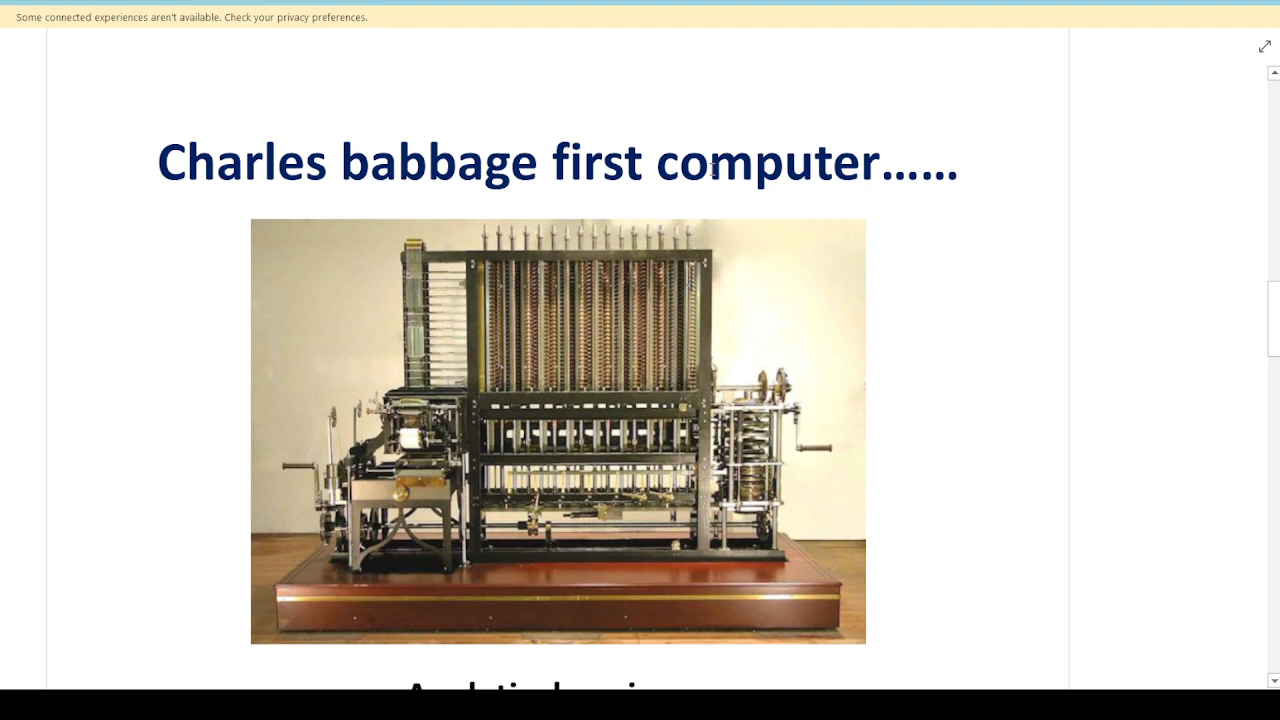 Some connected experiences aren't available. Check your privacy preferences.
Charles babbage first computer......